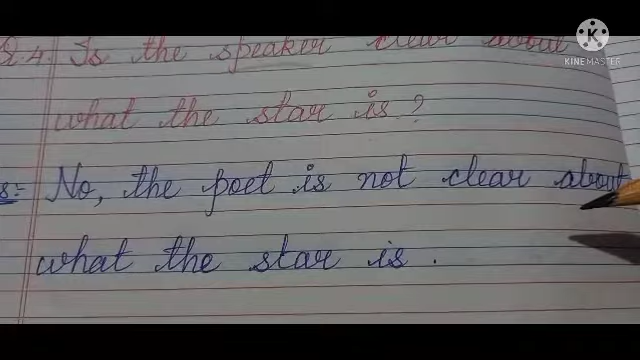 Q.4. Is the speaker clear about
what the star is?
s:- No, the poet is not clear about
what the star is.
KINEMASTER